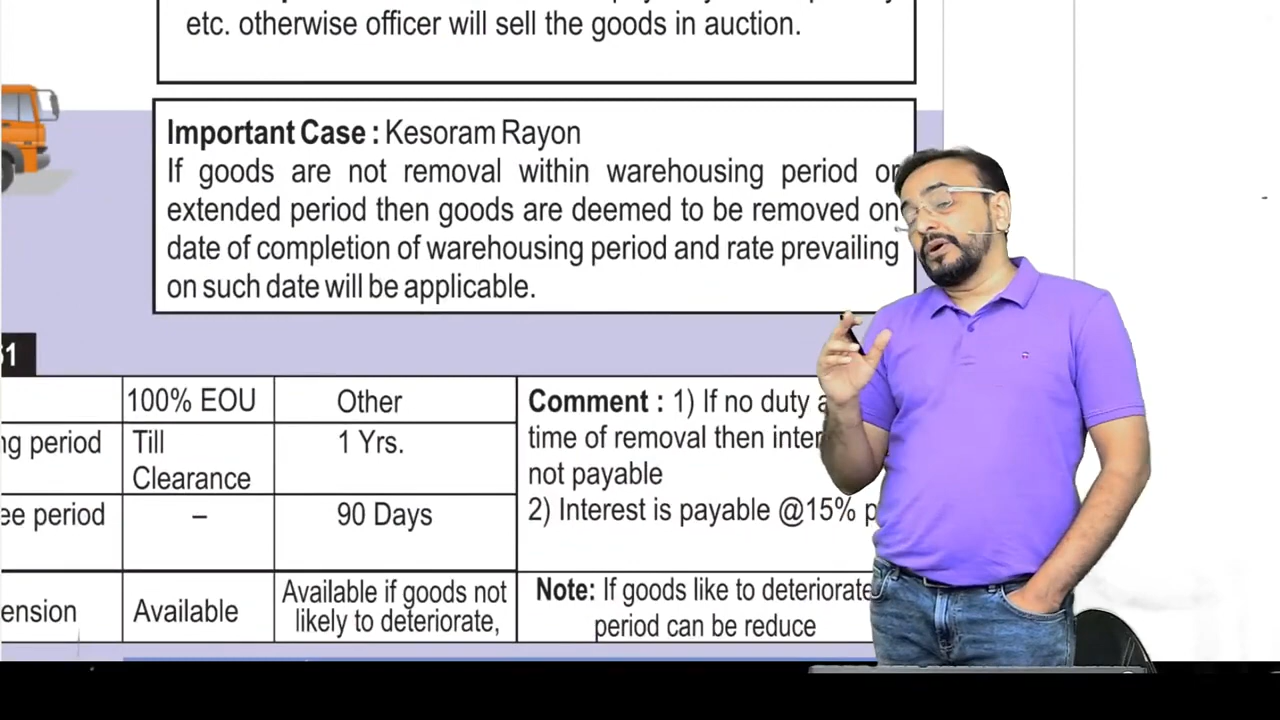 etc. otherwise officer will sell the goods in auction.
Important Case : Kesoram Rayon
If goods are not removal within warehousing period or
extended period then goods are deemed to be removed on
date of completion of warehousing period and rate prevailing
on such date will be applicable.
61
100% EOU
Other
ng period
Till
Clearance
1 Yrs.
ee period
–
90 Days
ension
Available
Available if goods not
likely to deteriorate,
Comment : 1) If no duty
time of removal then
not payable
2) Interest is payable @15%
Note: If goods like to deteriorate
period can be reduce